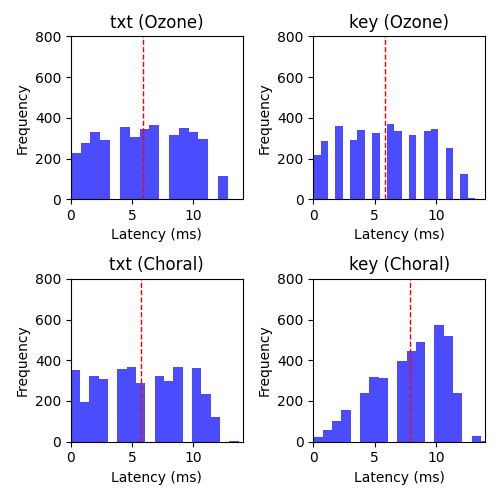 txt (Ozone)
800
600
400
200
0
Frequency
0 5 10
Latency (ms)
key (Ozone)
800
600
400
200
0
Frequency
0 5 10
Latency (ms)
txt (Choral)
800
600
400
200
0
Frequency
0 5 10
Latency (ms)
key (Choral)
800
600
400
200
0
Frequency
0 5 10
Latency (ms)